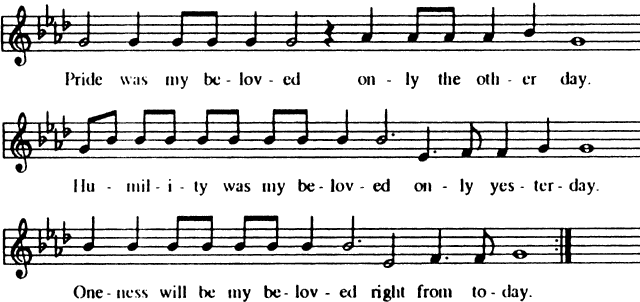 Pride was my be - lov - ed on - ly the oth - er day.
Hu - mil - i - ty was my be - lov - ed on - ly yes - ter - day.
One - ness will be my be - lov - ed right from to - day.